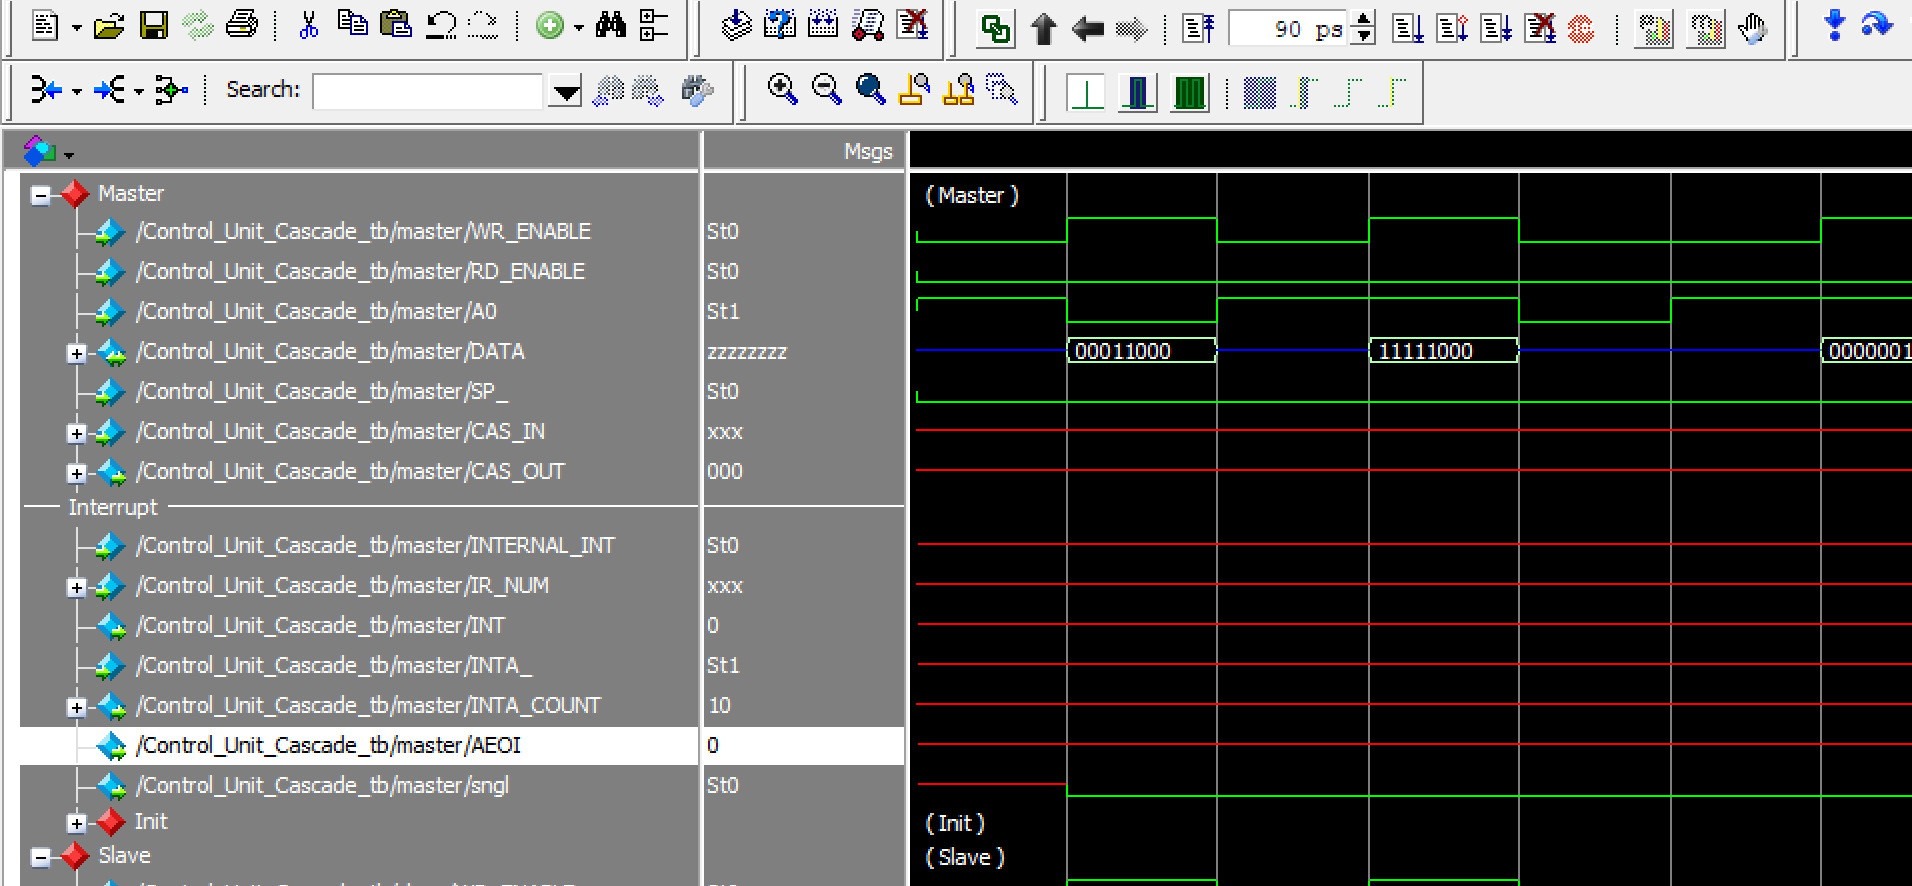 90 ps
Search:
Msgs
Master
(Master)
/Control_Unit_Cascade_tb/master/WR_ENABLE St0
/Control_Unit_Cascade_tb/master/RD_ENABLE St0
/Control_Unit_Cascade_tb/master/A0 St1
/Control_Unit_Cascade_tb/master/DATA zzzzzzzz 00011000 11111000 0000001
/Control_Unit_Cascade_tb/master/SP_ St0
/Control_Unit_Cascade_tb/master/CAS_IN xxx
/Control_Unit_Cascade_tb/master/CAS_OUT 000
Interrupt
/Control_Unit_Cascade_tb/master/INTERNAL_INT St0
/Control_Unit_Cascade_tb/master/IR_NUM xxx
/Control_Unit_Cascade_tb/master/INT 0
/Control_Unit_Cascade_tb/master/INTA_ St1
/Control_Unit_Cascade_tb/master/INTA_COUNT 10
/Control_Unit_Cascade_tb/master/AEOI 0
/Control_Unit_Cascade_tb/master/sngl St0
Init
(Init)
Slave
(Slave)